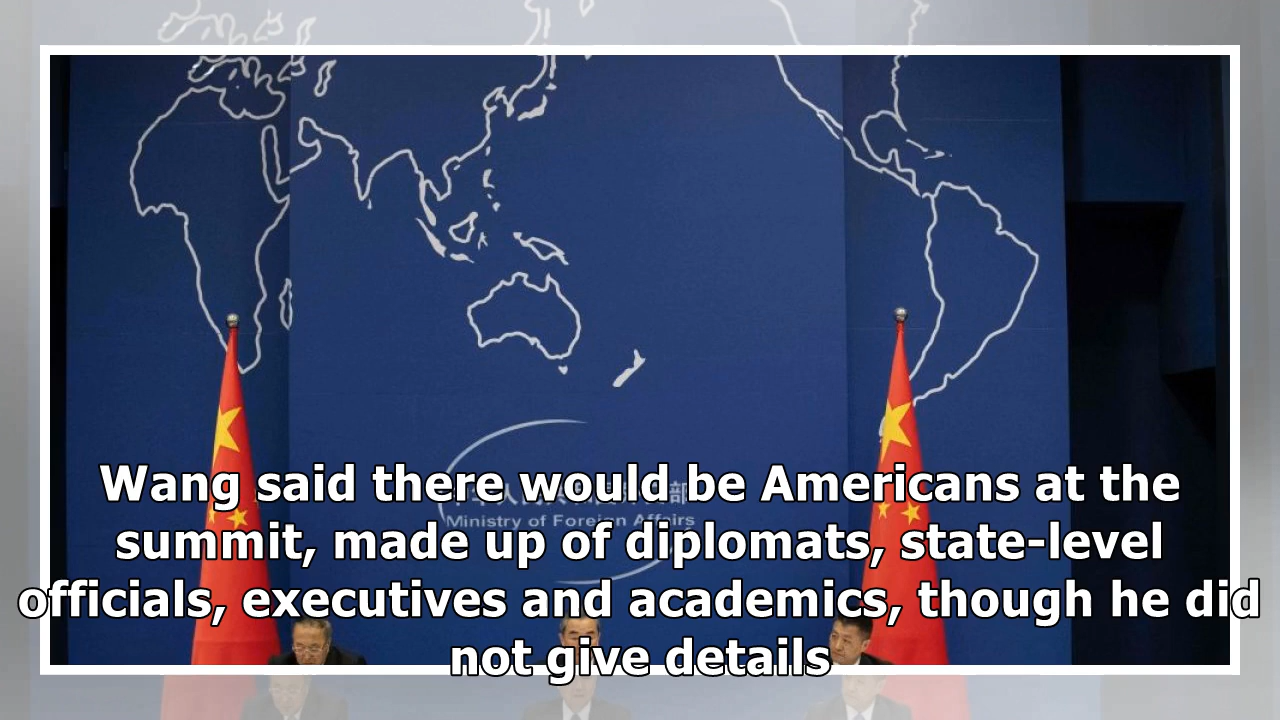 Ministry of Foreign Affairs
Wang said there would be Americans at the
summit, made up of diplomats, state-level
officials, executives and academics, though he did
not give details